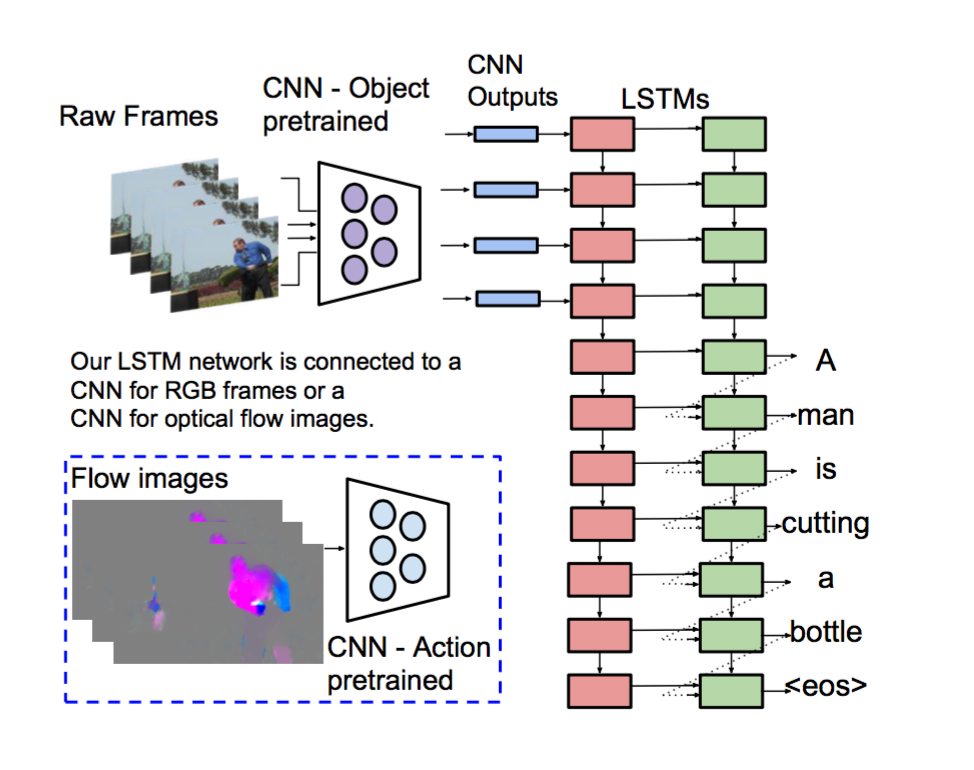 Raw Frames
CNN - Object
pretrained
CNN
Outputs
LSTMs
Our LSTM network is connected to a
CNN for RGB frames or a
CNN for optical flow images.
Flow images
CNN - Action
pretrained
A
man
is
cutting
a
bottle
<eos>